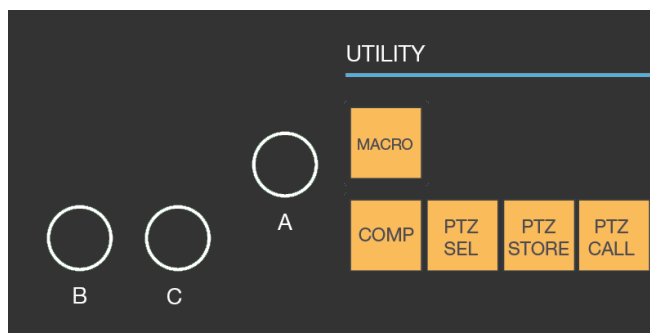 UTILITY
MACRO
A
COMP
PTZ
SEL
PTZ
STORE
PTZ
CALL
B
C